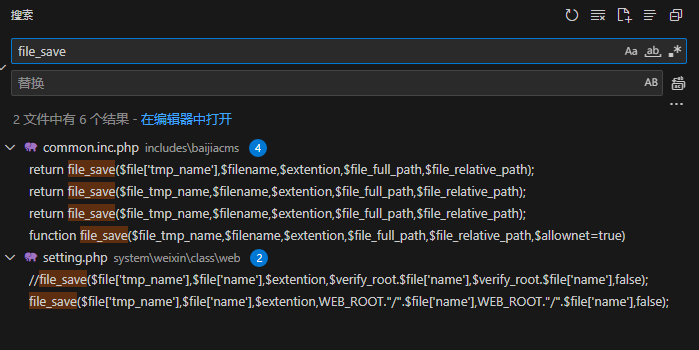 搜索
file_save
Aa ab .*
替换
AB
...
2 文件中有 6 个结果 - 在编辑器中打开
common.inc.php includes\baijiacms 4
return file_save($file['tmp_name'],$filename,$extention,$file_full_path,$file_relative_path);
return file_save($file_tmp_name,$filename,$extention,$file_full_path,$file_relative_path);
return file_save($file_tmp_name,$filename,$extention,$file_full_path,$file_relative_path);
function file_save($file_tmp_name,$filename,$extention,$file_full_path,$file_relative_path,$allownet=true)
setting.php system\weixin\class\web 2
//file_save($file['tmp_name'],$file['name'],$extention,$verify_root.$file['name'],$verify_root.$file['name'],false);
file_save($file['tmp_name'],$file['name'],$extention,WEB_ROOT."/".$file['name'],WEB_ROOT."/".$file['name'],false);